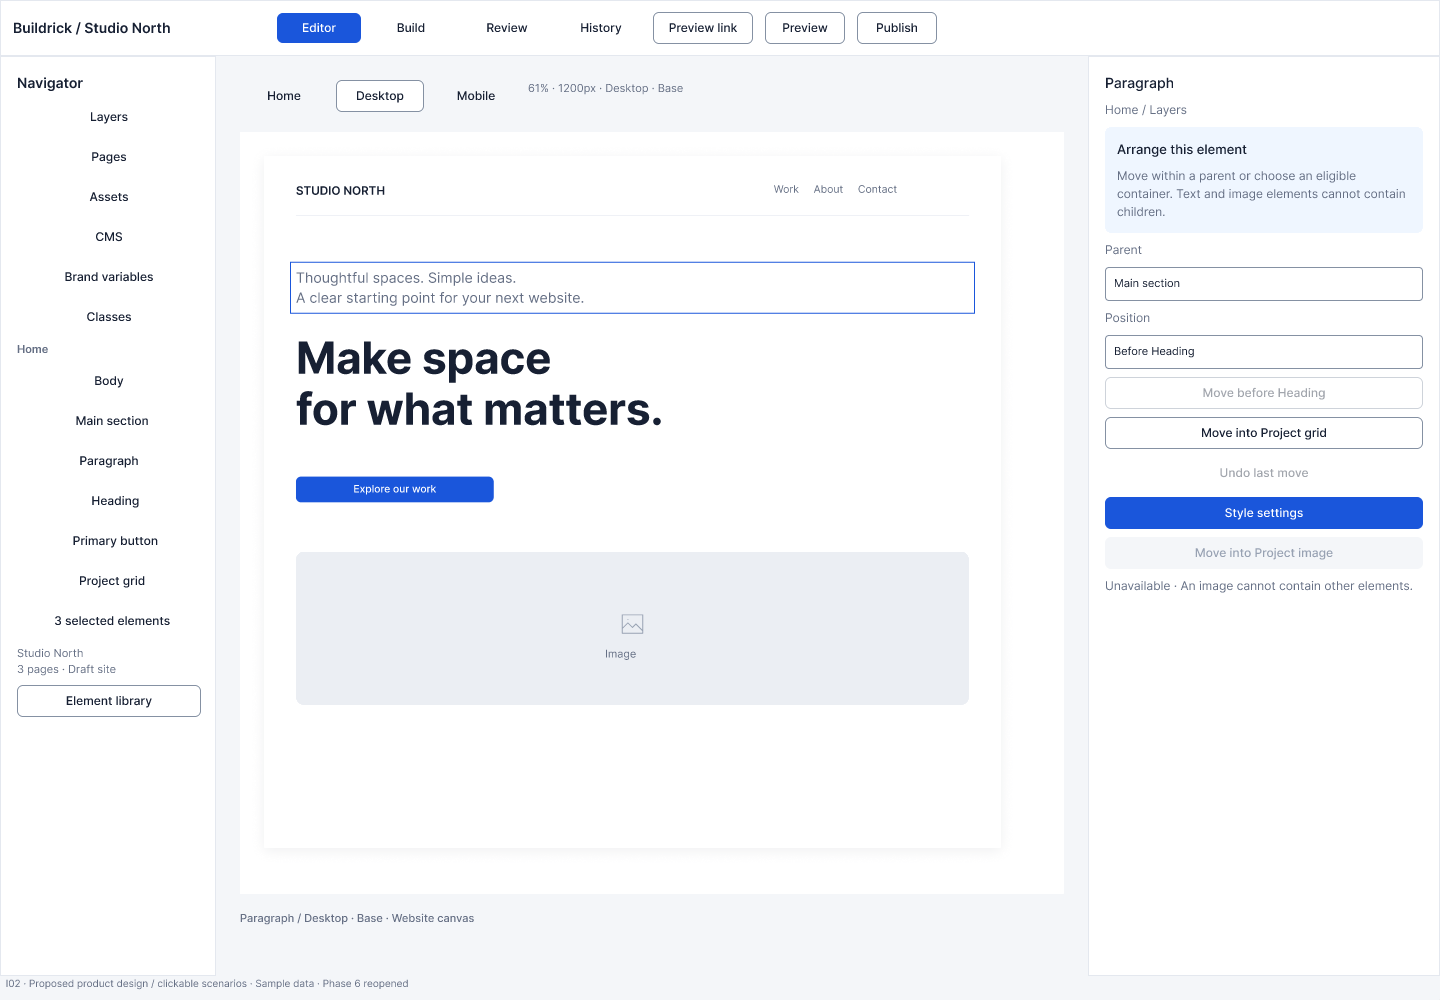 Buildrick / Studio North
Editor
Build
Review
History
Preview link
Preview
Publish
Navigator
Layers
Pages
Assets
CMS
Brand variables
Classes
Home
Body
Main section
Paragraph
Heading
Primary button
Project grid
3 selected elements
Studio North
3 pages · Draft site
Element library
Home
Desktop
Mobile
61% · 1200px · Desktop · Base
STUDIO NORTH
Work
About
Contact
Thoughtful spaces. Simple ideas.
A clear starting point for your next website.
Make space
for what matters.
Explore our work
Image
Paragraph / Desktop · Base · Website canvas
Paragraph
Home / Layers
Arrange this element
Move within a parent or choose an eligible
container. Text and image elements cannot contain
children.
Parent
Main section
Position
Before Heading
Move before Heading
Move into Project grid
Undo last move
Style settings
Move into Project image
Unavailable · An image cannot contain other elements.
I02 · Proposed product design / clickable scenarios · Sample data · Phase 6 reopened